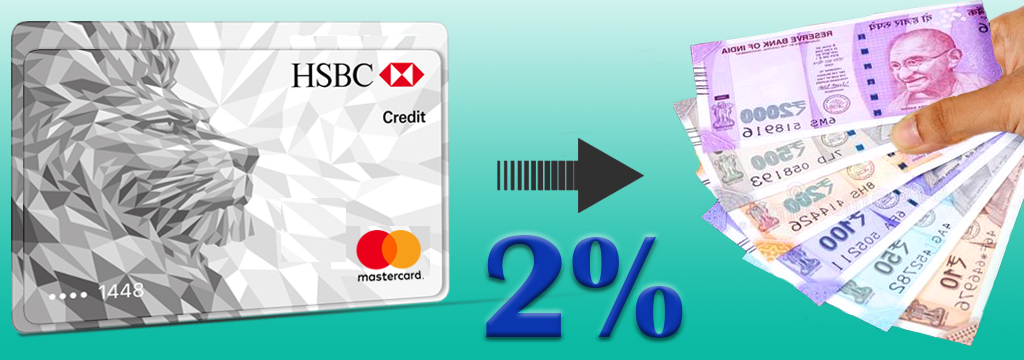 HSBC
Credit
mastercard.
•••• 1448
2%
RESERVE BANK OF INDIA
₹2000
₹500
₹200
₹100
₹50
₹10